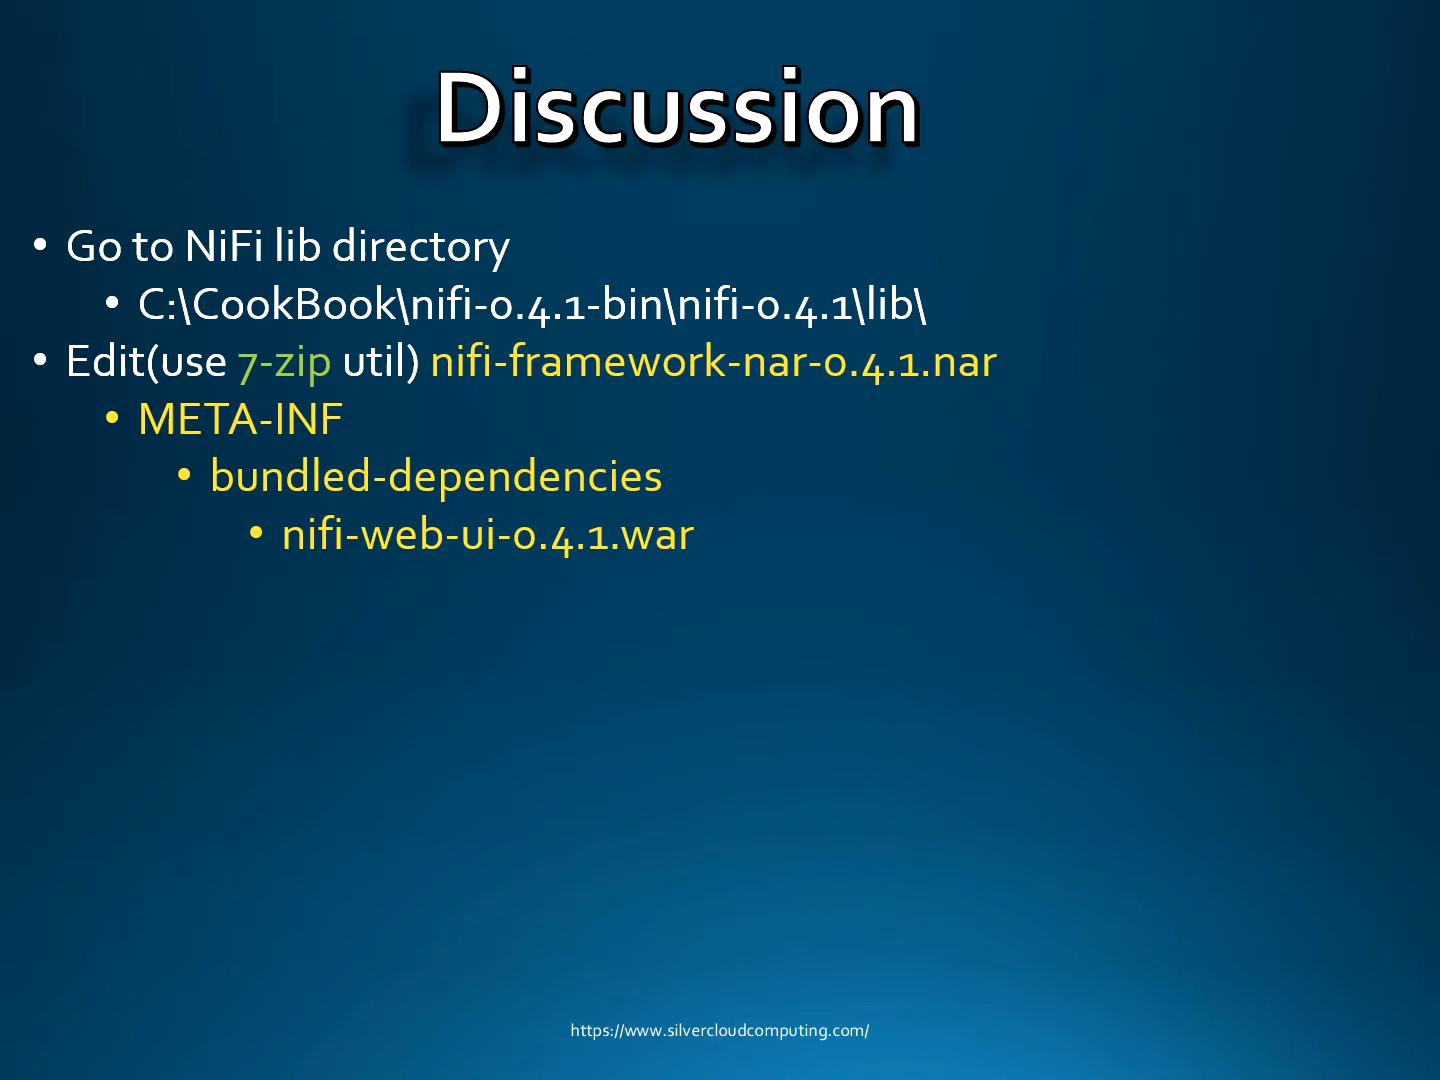 Discussion
• Go to NiFi lib directory
• C:\CookBook\nifi-0.4.1-bin\nifi-0.4.1\lib\
• Edit(use 7-zip util) nifi-framework-nar-0.4.1.nar
• META-INF
• bundled-dependencies
• nifi-web-ui-0.4.1.war
https://www.silvercloudcomputing.com/